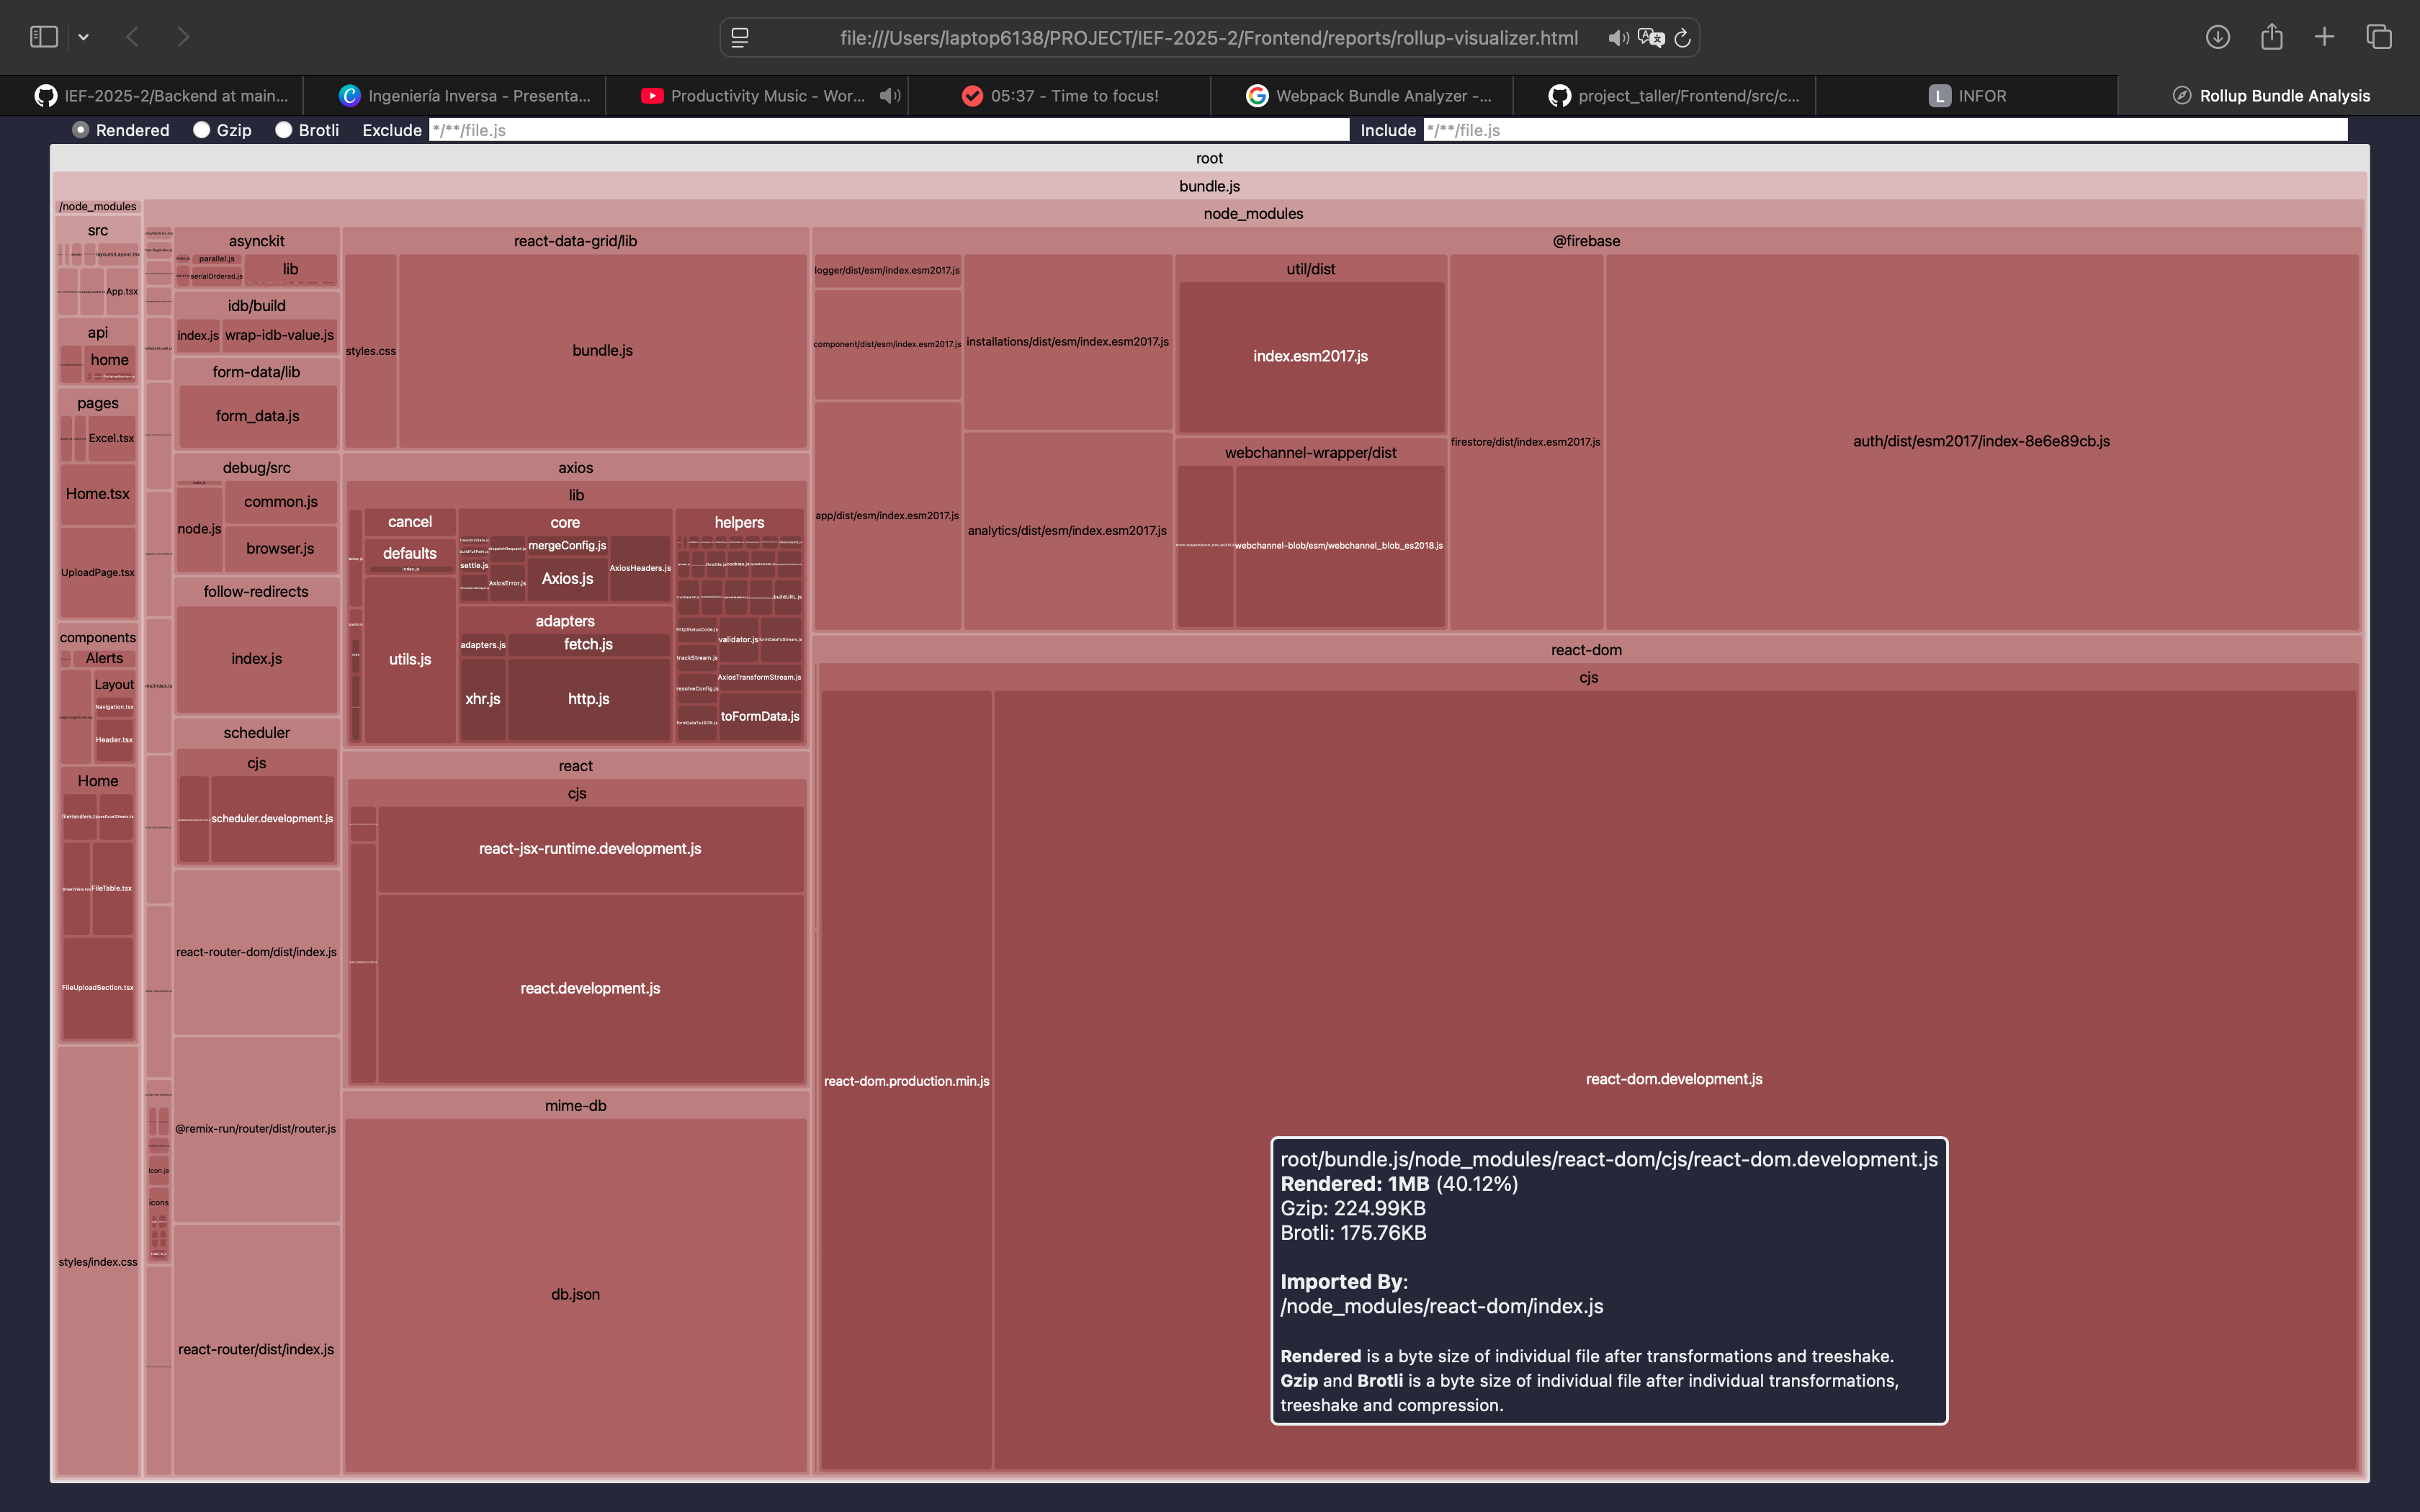 file:///Users/laptop6138/PROJECT/IEF-2025-2/Frontend/reports/rollup-visualizer.html
IEF-2025-2/Backend at main...
Ingeniería Inversa - Presenta...
Productivity Music - Wor...
05:37 - Time to focus!
Webpack Bundle Analyzer -...
project_taller/Frontend/src/c...
L INFOR
Rollup Bundle Analysis
Rendered Gzip Brotli Exclude */**/file.js Include */**/file.js
root
bundle.js
/node_modules
node_modules
src
layouts/Layout.tsx
App.tsx
api
home
pages
Excel.tsx
Home.tsx
UploadPage.tsx
components
Alerts
Layout
Navigation.tsx
Header.tsx
Home
FileTable.tsx
FileUploadSection.tsx
styles/index.css
Icon.js
icons
asynckit
parallel.js
serialOrdered.js
lib
idb/build
index.js
wrap-idb-value.js
form-data/lib
form_data.js
debug/src
node.js
common.js
browser.js
follow-redirects
index.js
scheduler
cjs
scheduler.development.js
react-router-dom/dist/index.js
@remix-run/router/dist/router.js
react-router/dist/index.js
react-data-grid/lib
styles.css
bundle.js
axios
lib
cancel
defaults
index.js
utils.js
core
mergeConfig.js
settle.js
AxiosError.js
Axios.js
AxiosHeaders.js
adapters
adapters.js
fetch.js
xhr.js
http.js
helpers
buildURL.js
HttpStatusCode.js
validator.js
formDataToStream.js
trackStream.js
AxiosTransformStream.js
resolveConfig.js
formDataToJSON.js
toFormData.js
react
cjs
react-jsx-runtime.development.js
react.development.js
mime-db
db.json
@firebase
logger/dist/esm/index.esm2017.js
component/dist/esm/index.esm2017.js
app/dist/esm/index.esm2017.js
installations/dist/esm/index.esm2017.js
analytics/dist/esm/index.esm2017.js
util/dist
index.esm2017.js
webchannel-wrapper/dist
webchannel-blob/esm/webchannel_blob_es2018.js
firestore/dist/index.esm2017.js
auth/dist/esm2017/index-8e6e89cb.js
react-dom
cjs
react-dom.production.min.js
react-dom.development.js
root/bundle.js/node_modules/react-dom/cjs/react-dom.development.js
Rendered: 1MB (40.12%)
Gzip: 224.99KB
Brotli: 175.76KB
Imported By:
/node_modules/react-dom/index.js
Rendered is a byte size of individual file after transformations and treeshake.
Gzip and Brotli is a byte size of individual file after individual transformations,
treeshake and compression.